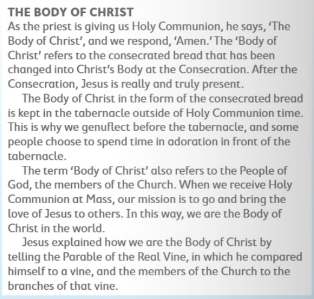 THE BODY OF CHRIST
As the priest is giving us Holy Communion, he says, ‘The
Body of Christ’, and we respond, ‘Amen.’ The ‘Body of
Christ’ refers to the consecrated bread that has been
changed into Christ’s Body at the Consecration. After the
Consecration, Jesus is really and truly present.
The Body of Christ in the form of the consecrated bread
is kept in the tabernacle outside of Holy Communion time.
This is why we genuflect before the tabernacle, and some
people choose to spend time in adoration in front of the
tabernacle.
The term ‘Body of Christ’ also refers to the People of
God, the members of the Church. When we receive Holy
Communion at Mass, our mission is to go and bring the
love of Jesus to others. In this way, we are the Body of
Christ in the world.
Jesus explained how we are the Body of Christ by
telling the Parable of the Real Vine, in which he compared
himself to a vine, and the members of the Church to the
branches of that vine.